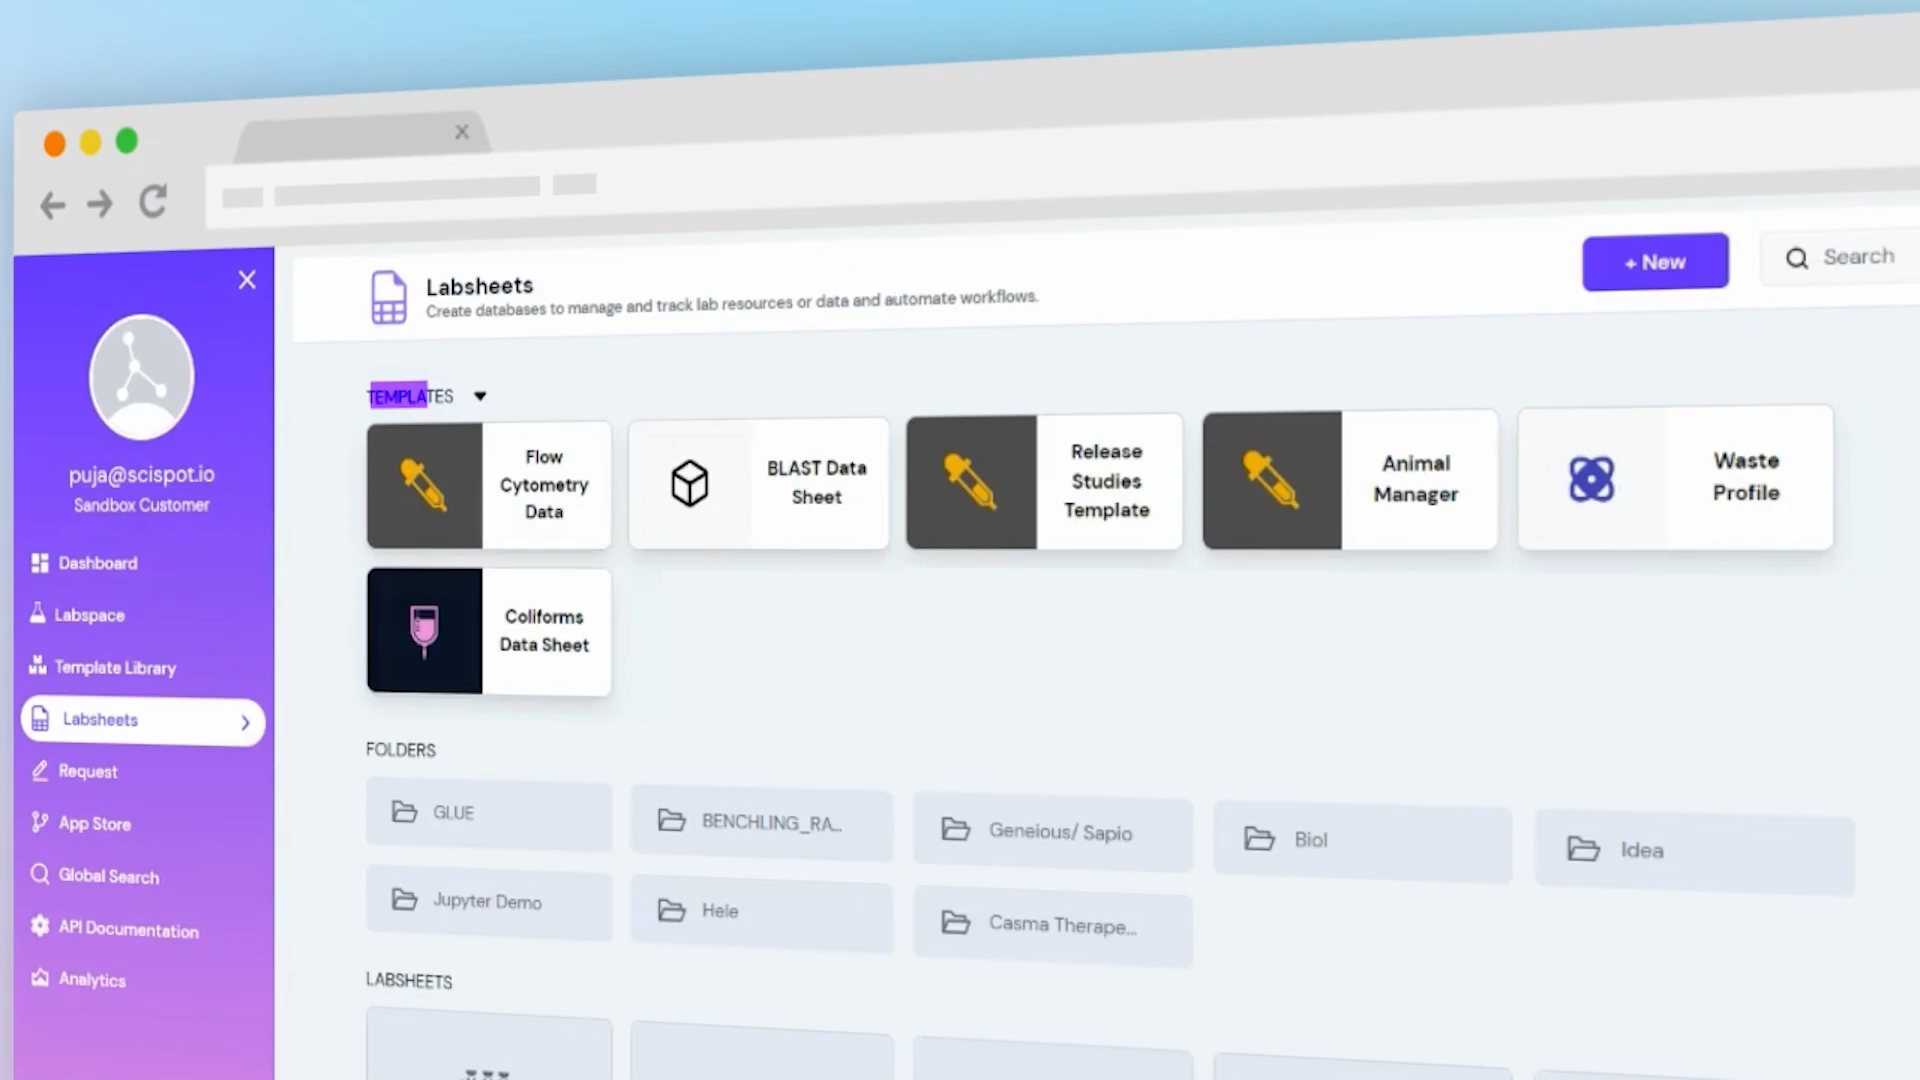 Labsheets
Create databases to manage and track lab resources or data and automate workflows.
+ New
Search
puja@scispot.io
Sandbox Customer
Dashboard
Labspace
Template Library
Labsheets
Request
App Store
Global Search
API Documentation
Analytics
TEMPLATES
Flow
Cytometry
Data
BLAST Data
Sheet
Release
Studies
Template
Animal
Manager
Waste
Profile
Coliforms
Data Sheet
FOLDERS
GLUE
BENCHLING_RA...
Geneious/ Sapio
Biol
Idea
Jupyter Demo
Hele
Casma Therape...
LABSHEETS